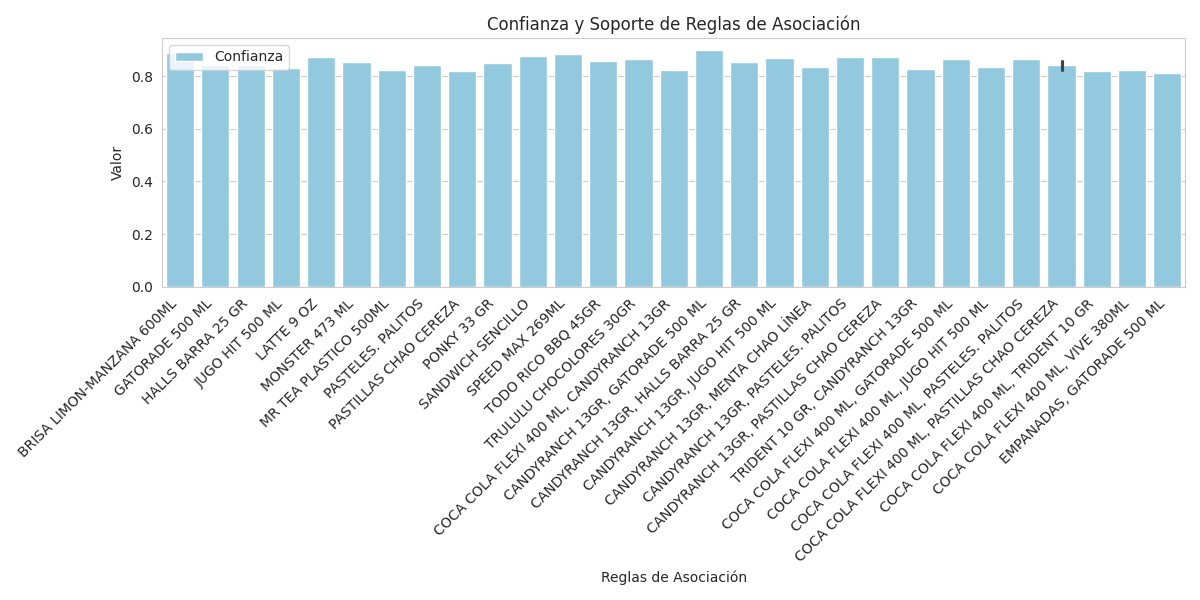 Confianza y Soporte de Reglas de Asociación
Confianza
Valor
0.8
0.6
0.4
0.2
0.0
BRISA LIMON-MANZANA 600ML
GATORADE 500 ML
HALLS BARRA 25 GR
JUGO HIT 500 ML
LATTE 9 OZ
MONSTER 473 ML
MR TEA PLASTICO 500ML
PASTELES. PALITOS
PASTILLAS CHAO CEREZA
PONKY 33 GR
SANDWICH SENCILLO
SPEED MAX 269ML
TODO RICO BBQ 45GR
TRULULU CHOCOLORES 30GR
COCA COLA FLEXI 400 ML, CANDYRANCH 13GR
CANDYRANCH 13GR, GATORADE 500 ML
CANDYRANCH 13GR, HALLS BARRA 25 GR
CANDYRANCH 13GR, JUGO HIT 500 ML
CANDYRANCH 13GR, MENTA CHAO LÍNEA
CANDYRANCH 13GR, PASTELES. PALITOS
CANDYRANCH 13GR, PASTILLAS CHAO CEREZA
TRIDENT 10 GR, CANDYRANCH 13GR
COCA COLA FLEXI 400 ML, GATORADE 500 ML
COCA COLA FLEXI 400 ML, JUGO HIT 500 ML
COCA COLA FLEXI 400 ML, PASTELES. PALITOS
COCA COLA FLEXI 400 ML, PASTILLAS CHAO CEREZA
COCA COLA FLEXI 400 ML, TRIDENT 10 GR
COCA COLA FLEXI 400 ML, VIVE 380ML
EMPANADAS, GATORADE 500 ML
Reglas de Asociación